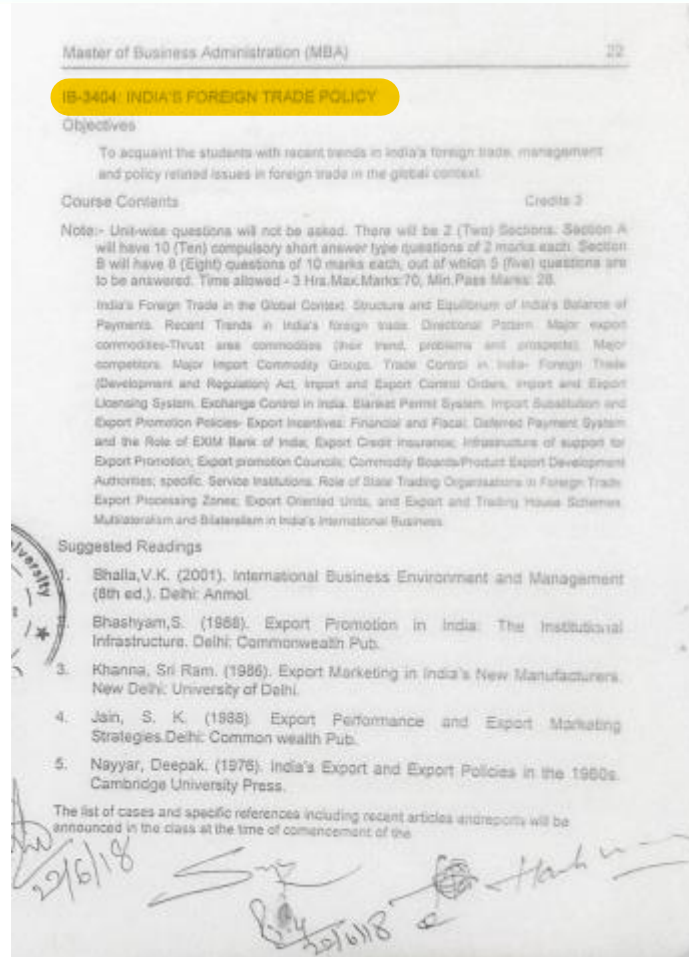 Master of Business Administration (MBA) 22
IB-3404: INDIA'S FOREIGN TRADE POLICY
Objectives
To acquaint the students with recent trends in India's foreign trade, management
and policy related issues in foreign trade in the global context.
Course Contents Credits 3
Note:- Unit-wise questions will not be asked. There will be 2 (Two) Sections. Section A
will have 10 (Ten) compulsory short answer type questions of 2 marks each. Section
B will have 8 (Eight) questions of 10 marks each, out of which 5 (five) questions are
to be answered. Time allowed - 3 Hrs.Max.Marks:70, Min.Pass Marks: 28.
India's Foreign Trade in the Global Context. Structure and Equilibrium of India's Balance of
Payments. Recent Trends in India's foreign trade. Directional Pattern. Major export
commodities-Thrust area commodities (their trend, problems and prospects), Major
competitors. Major Import Commodity Groups. Trade Control in India- Foreign Trade
(Development and Regulation) Act, Import and Export Control Orders, Import and Export
Licensing System. Exchange Control in India. Blanket Permit System. Import Substitution and
Export Promotion Policies- Export Incentives: Financial and Fiscal; Deferred Payment System
and the Role of EXIM Bank of India; Export Credit Insurance; Infrastructure of support for
Export Promotion; Export promotion Councils; Commodity Boards/Product Export Development
Authorities; specific. Service Institutions. Role of State Trading Organisations in Foreign Trade.
Export Processing Zones; Export Oriented Units, and Export and Trading House Schemes.
Multilateralism and Bilateralism in India's International Business.
Suggested Readings
1. Bhalla,V.K. (2001). International Business Environment and Management
(8th ed.). Delhi: Anmol.
Bhashyam,S. (1988). Export Promotion in India: The Institutional
Infrastructure. Delhi: Commonwealth Pub.
3. Khanna, Sri Ram. (1986). Export Marketing in India's New Manufacturers.
New Delhi: University of Delhi.
4. Jain, S. K. (1988). Export Performance and Export Marketing
Strategies.Delhi: Common wealth Pub.
5. Nayyar, Deepak. (1976). India's Export and Export Policies in the 1960s.
Cambridge University Press.
The list of cases and specific references including recent articles andreports will be
announced in the class at the time of comencement of the
22/6/18